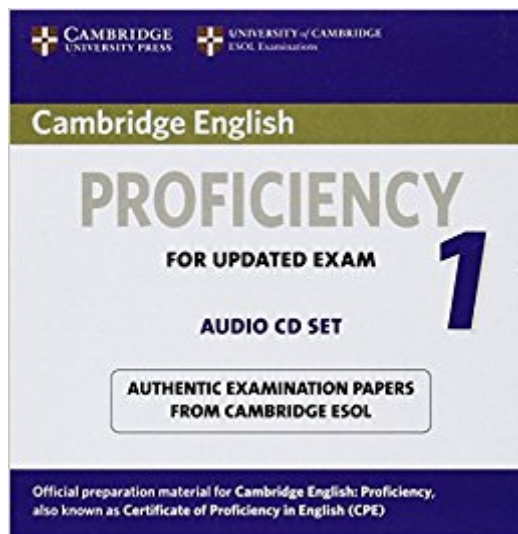 CAMBRIDGE
UNIVERSITY PRESS
UNIVERSITY of CAMBRIDGE
ESOL Examinations
Cambridge English
PROFICIENCY
1
FOR UPDATED EXAM
AUDIO CD SET
AUTHENTIC EXAMINATION PAPERS
FROM CAMBRIDGE ESOL
Official preparation material for Cambridge English: Proficiency,
also known as Certificate of Proficiency in English (CPE)